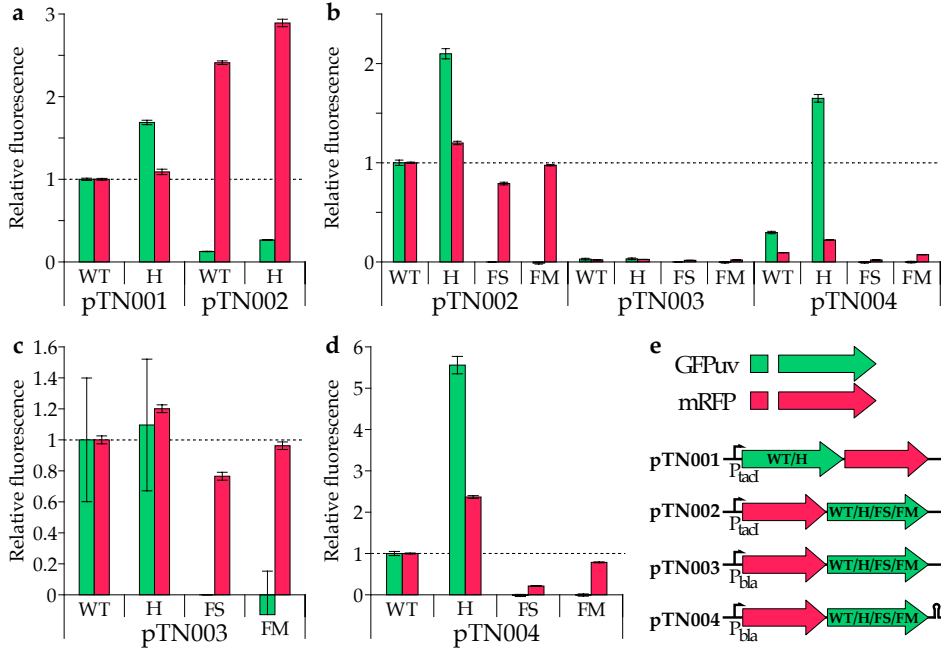 a
Relative fluorescence
3
2
1
0
WT H WT H
pTN001 pTN002
b
Relative fluorescence
2
1
0
WT H FS FM WT H FS FM WT H FS FM
pTN002 pTN003 pTN004
c
Relative fluorescence
1.6
1.4
1.2
1
0.8
0.6
0.4
0.2
0
WT H FS FM
pTN003
d
Relative fluorescence
6
5
4
3
2
1
0
WT H FS FM
pTN004
e
GFPuv
mRFP
pTN001 PtacI WT/H
pTN002 PtacI WT/H/FS/FM
pTN003 Pbla WT/H/FS/FM
pTN004 Pbla WT/H/FS/FM